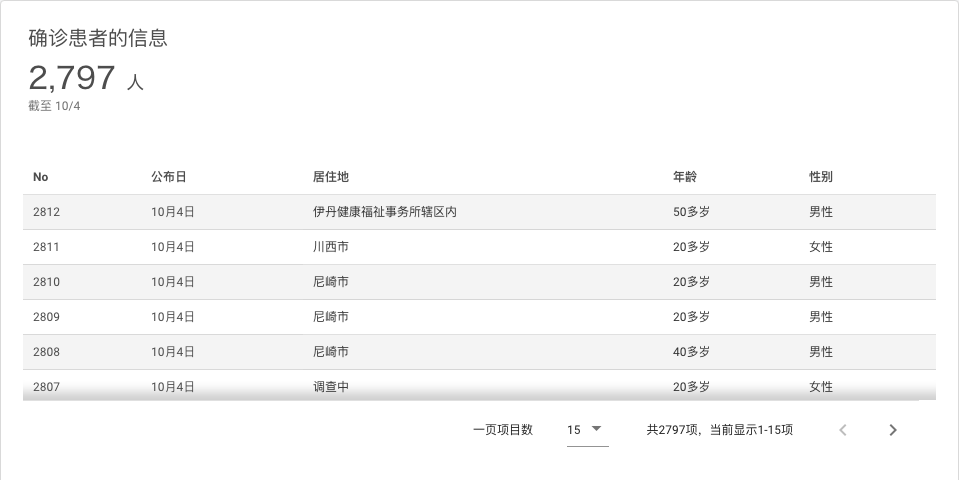 确诊患者的信息
2,797 人
截至 10/4
No 公布日 居住地 年龄 性别
2812 10月4日 伊丹健康福祉事务所辖区内 50多岁 男性
2811 10月4日 川西市 20多岁 女性
2810 10月4日 尼崎市 20多岁 男性
2809 10月4日 尼崎市 20多岁 男性
2808 10月4日 尼崎市 40多岁 男性
2807 10月4日 调查中 20多岁 女性
一页项目数 15 共2797项，当前显示1-15项